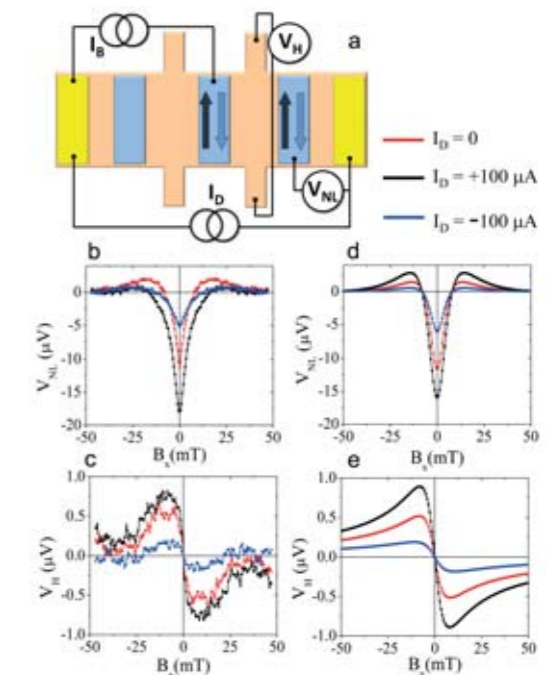 a
I_B
V_H
I_D
V_NL
I_D = 0
I_D = +100 μA
I_D = −100 μA
b
V_NL (μV)
0
-5
-10
-15
-20
-50 -25 0 25 50
B_x(mT)
d
V_NL (μV)
0
-5
-10
-15
-20
-50 -25 0 25 50
B_x(mT)
c
V_H (μV)
1.0
0.5
0.0
-0.5
-1.0
-50 -25 0 25 50
B_x(mT)
e
V_H (μV)
1.0
0.5
0.0
-0.5
-1.0
-50 -25 0 25 50
B_x(mT)